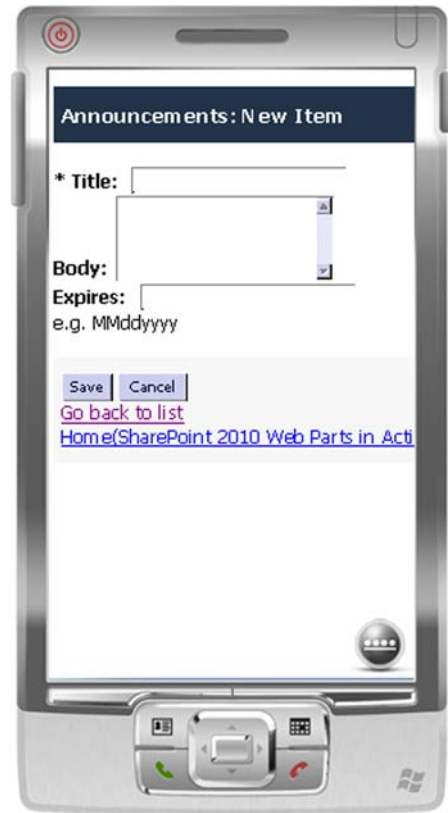 Announcements: New Item
* Title:
Body:
Expires:
e.g. MMddyyyy
Save Cancel
Go back to list
Home(SharePoint 2010 Web Parts in Acti